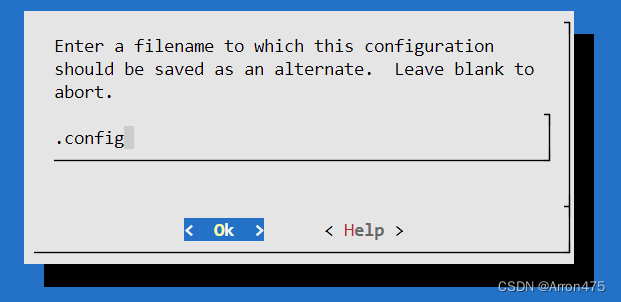 Enter a filename to which this configuration
should be saved as an alternate.  Leave blank to
abort.
.config
<  Ok  > < Help >
CSDN @Arron475